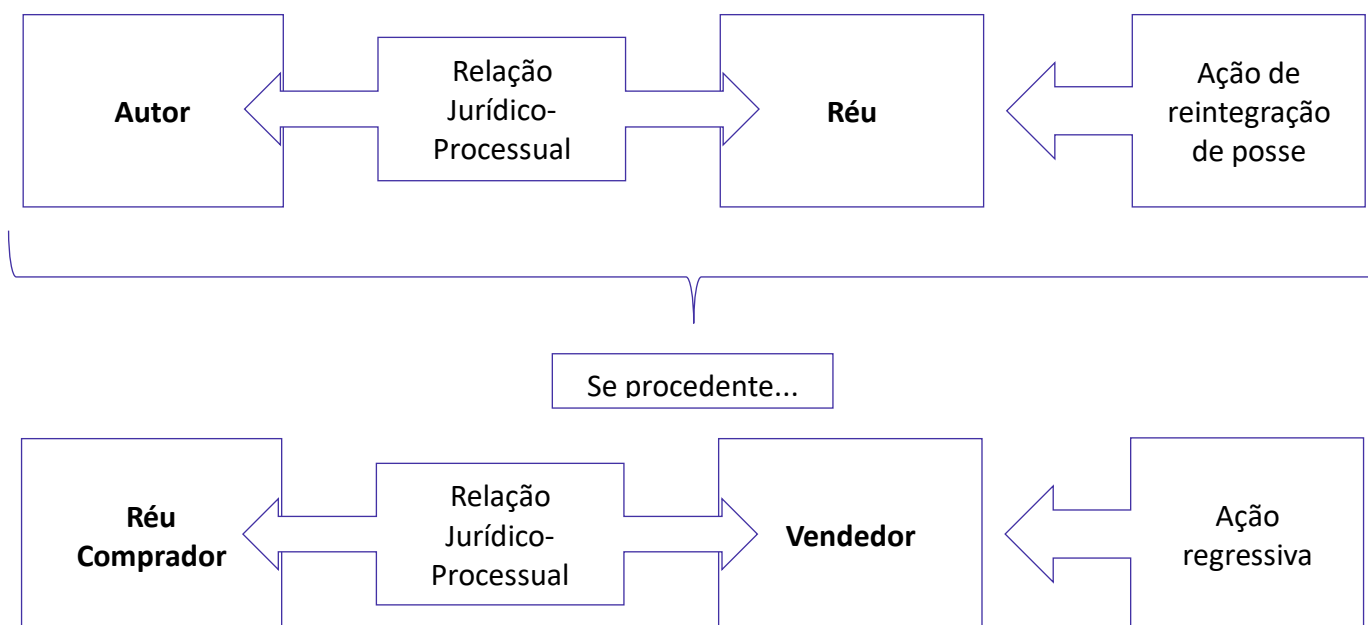 Autor
Relação
Jurídico-
Processual
Réu
Ação de
reintegração
de posse
Se procedente...
Réu
Comprador
Relação
Jurídico-
Processual
Vendedor
Ação
regressiva